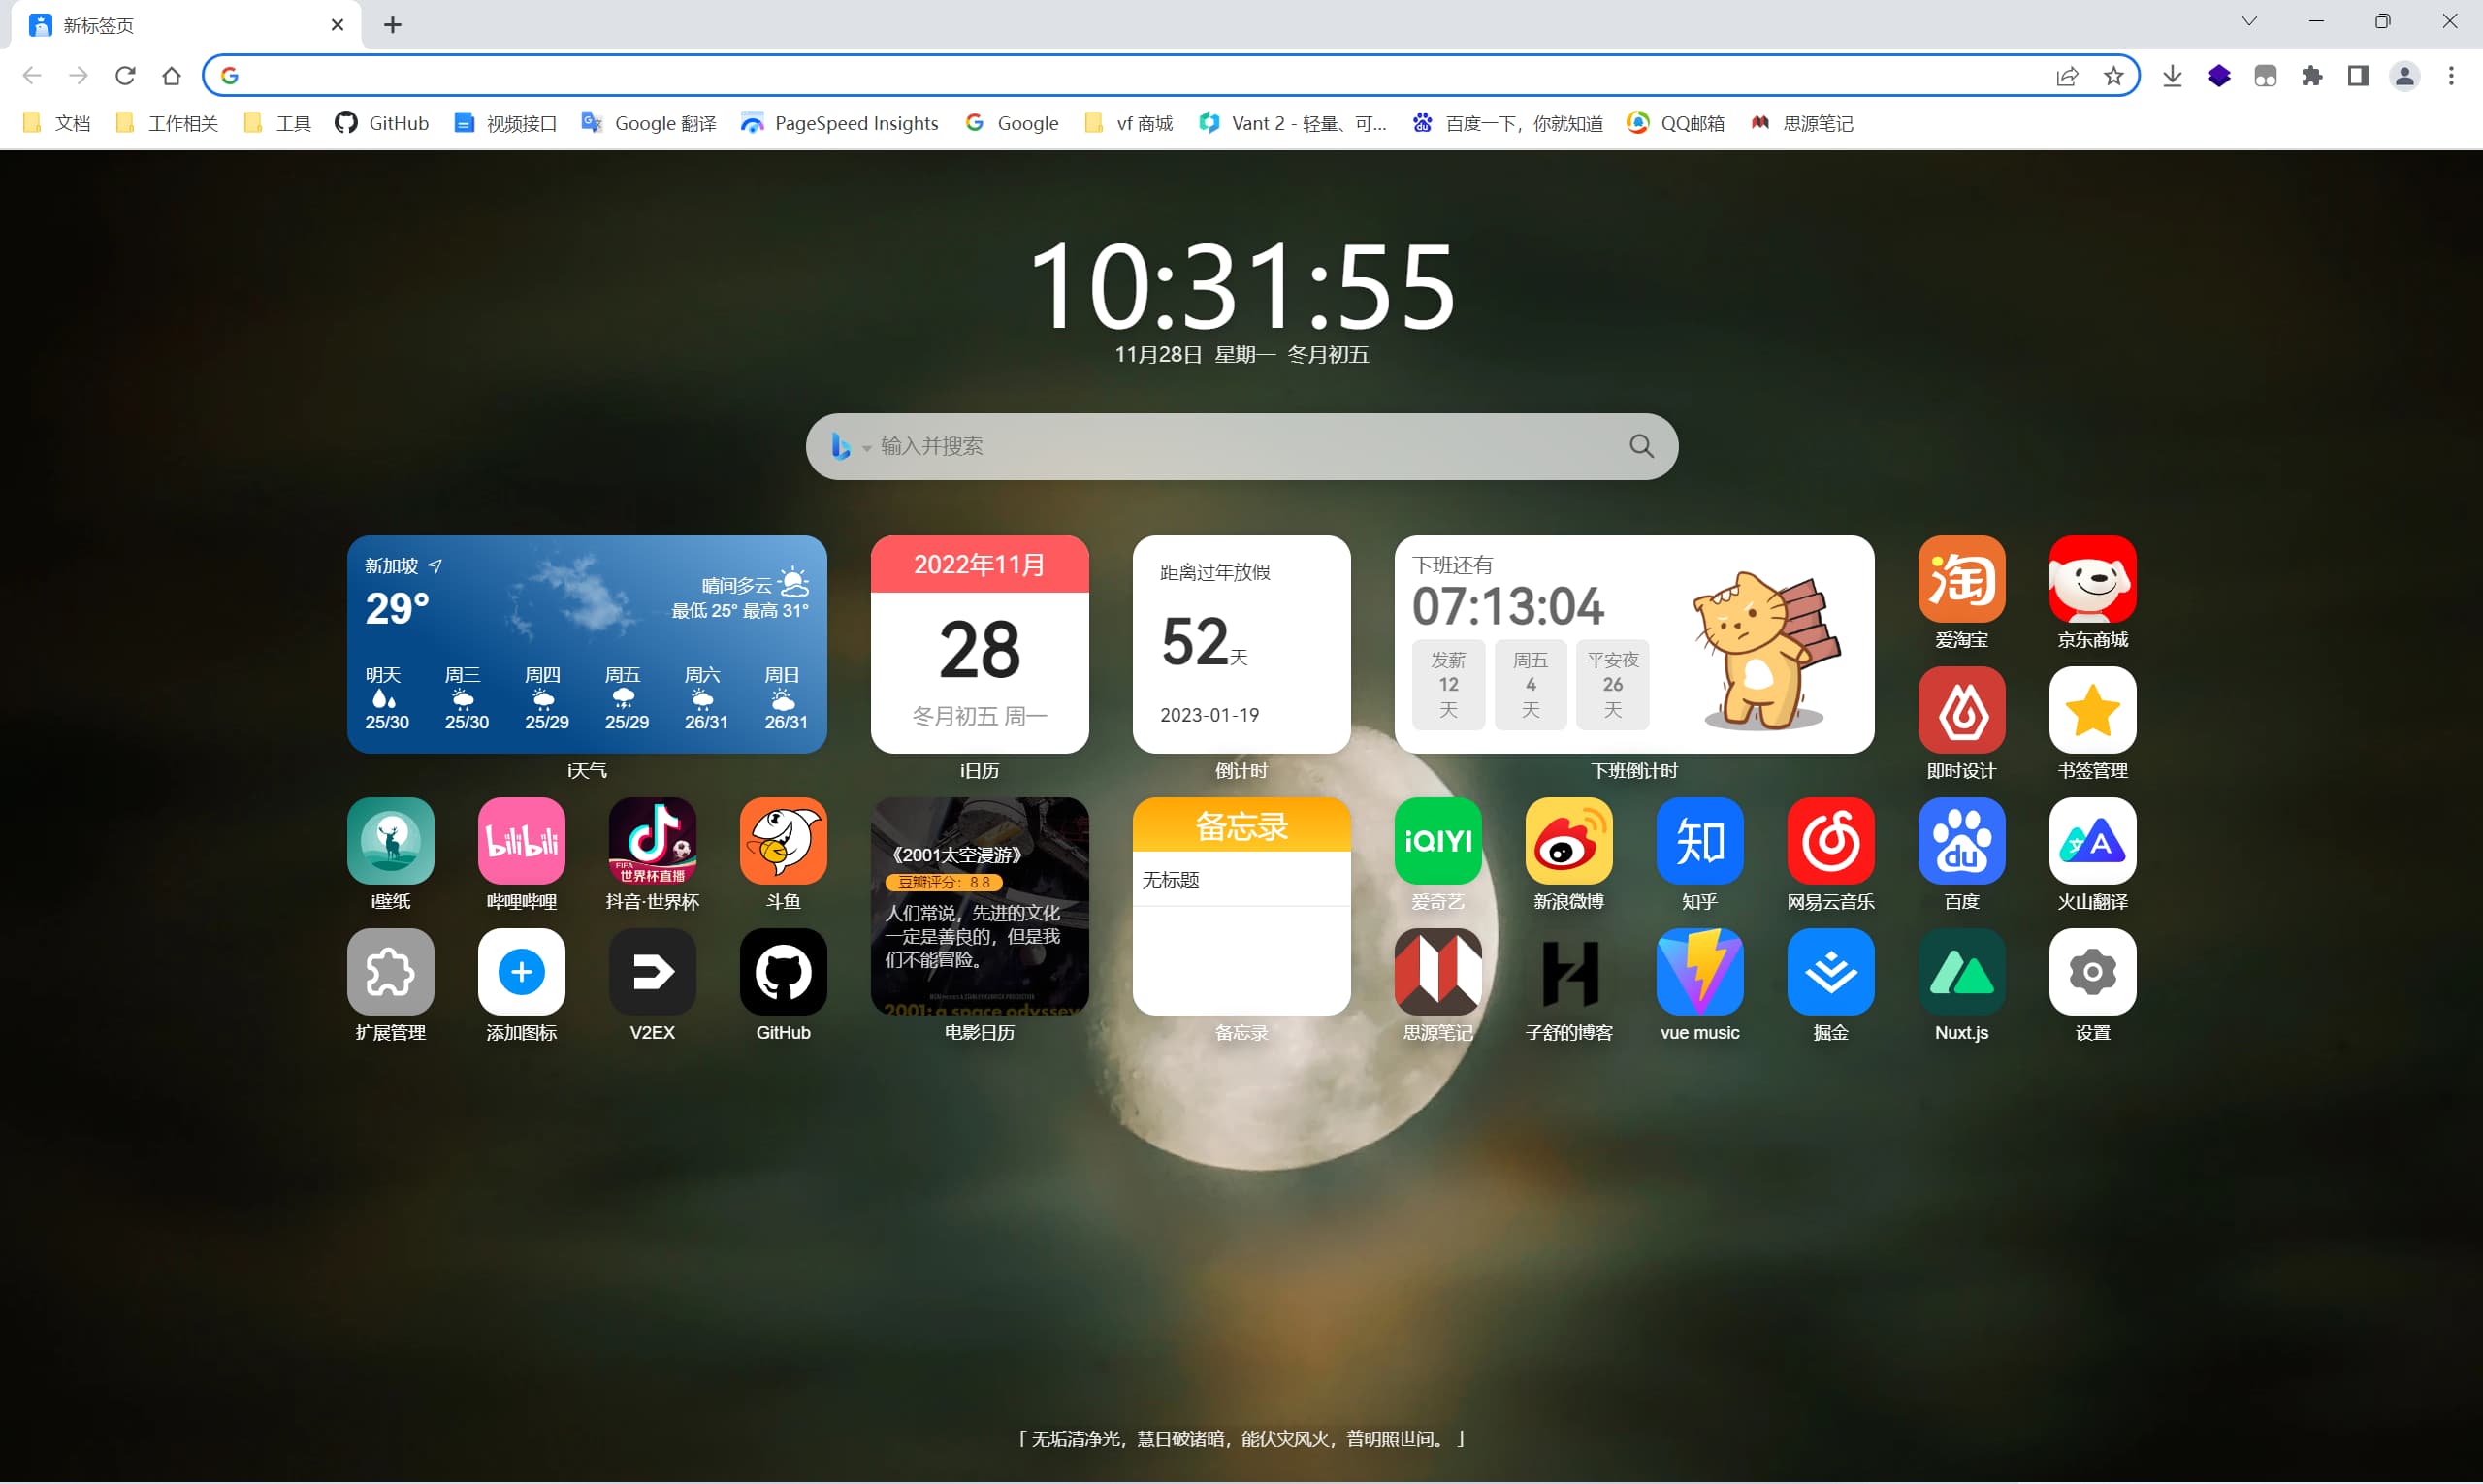 新标签页
文档 工作相关 工具 GitHub 视频接口 Google 翻译 PageSpeed Insights Google vf 商城 Vant 2 - 轻量、可... 百度一下，你就知道 QQ邮箱 思源笔记
10:31:55
11月28日 星期一 冬月初五
输入并搜索
新加坡
29°
晴间多云
最低 25° 最高 31°
明天 周三 周四 周五 周六 周日
25/30 25/30 25/29 25/29 26/31 26/31
i天气
2022年11月
28
冬月初五 周一
i日历
距离过年放假
52天
2023-01-19
倒计时
下班还有
07:13:04
发薪 周五 平安夜
12 4 26
天 天 天
下班倒计时
淘
爱淘宝
京东商城
即时设计
书签管理
i壁纸
bilibili
哔哩哔哩
FIFA
世界杯直播
抖音·世界杯
斗鱼
《2001太空漫游》
豆瓣评分：8.8
人们常说，先进的文化
一定是善良的，但是我
们不能冒险。
2001: a space odyssey
电影日历
备忘录
无标题
备忘录
iQIYI
爱奇艺
新浪微博
知
知乎
网易云音乐
du
百度
文 A
火山翻译
扩展管理
添加图标
V2EX
GitHub
思源笔记
子舒的博客
vue music
掘金
Nuxt.js
设置
「 无垢清净光，慧日破诸暗，能伏灾风火，普明照世间。 」